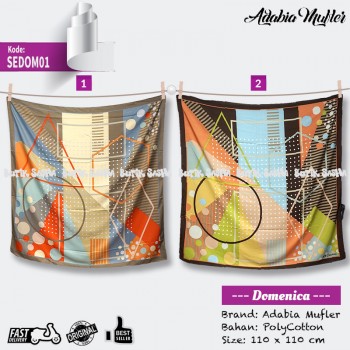 Adabia Mufler
Kode:
SEDOM01
1
2
--- Domenica ---
Brand: Adabia Mufler
Bahan: PolyCotton
Size: 110 x 110 cm
FAST
DELIVERY
ORIGINAL
BEST
SELLER